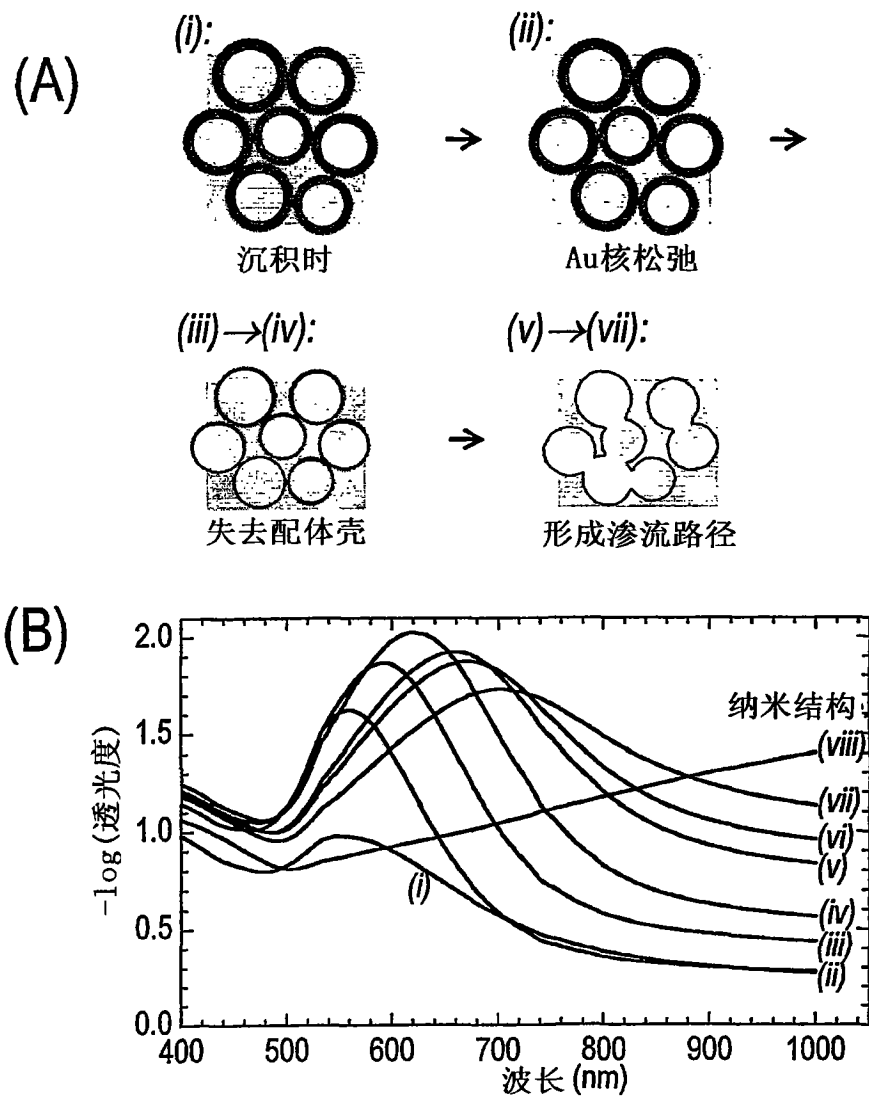 (A)
(i):
(ii):
沉积时
Au核松弛
(iii)→(iv):
(v)→(vii):
失去配体壳
形成渗流路径
(B)
2.0
1.5
1.0
0.5
0.0
-log(透光度)
纳米结构
(viii)
(vii)
(vi)
(v)
(iv)
(iii)
(ii)
(i)
400 500 600 700 800 900 1000
波长(nm)